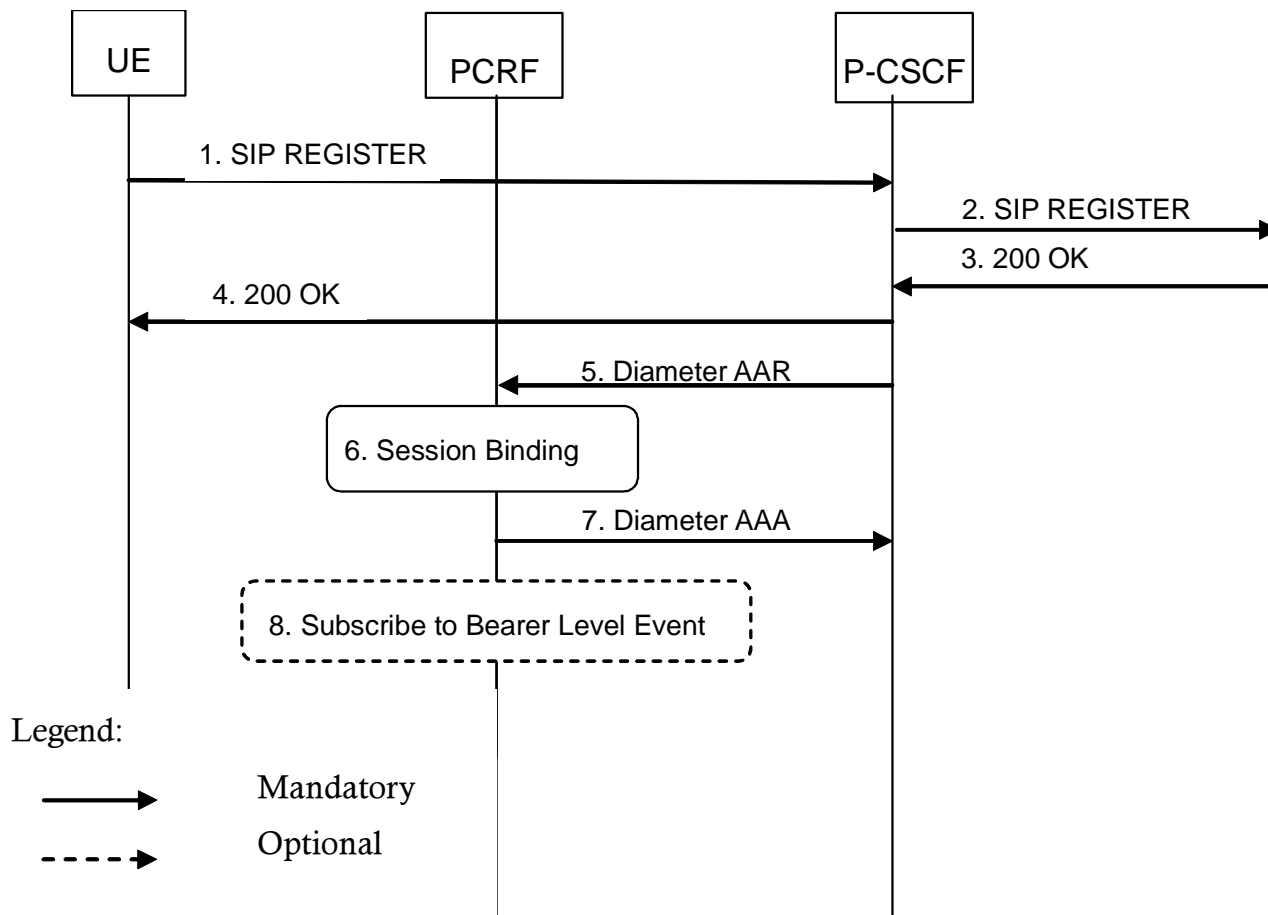 UE
PCRF
P-CSCF
1. SIP REGISTER
2. SIP REGISTER
3. 200 OK
4. 200 OK
5. Diameter AAR
6. Session Binding
7. Diameter AAA
8. Subscribe to Bearer Level Event
Legend:
Mandatory
Optional